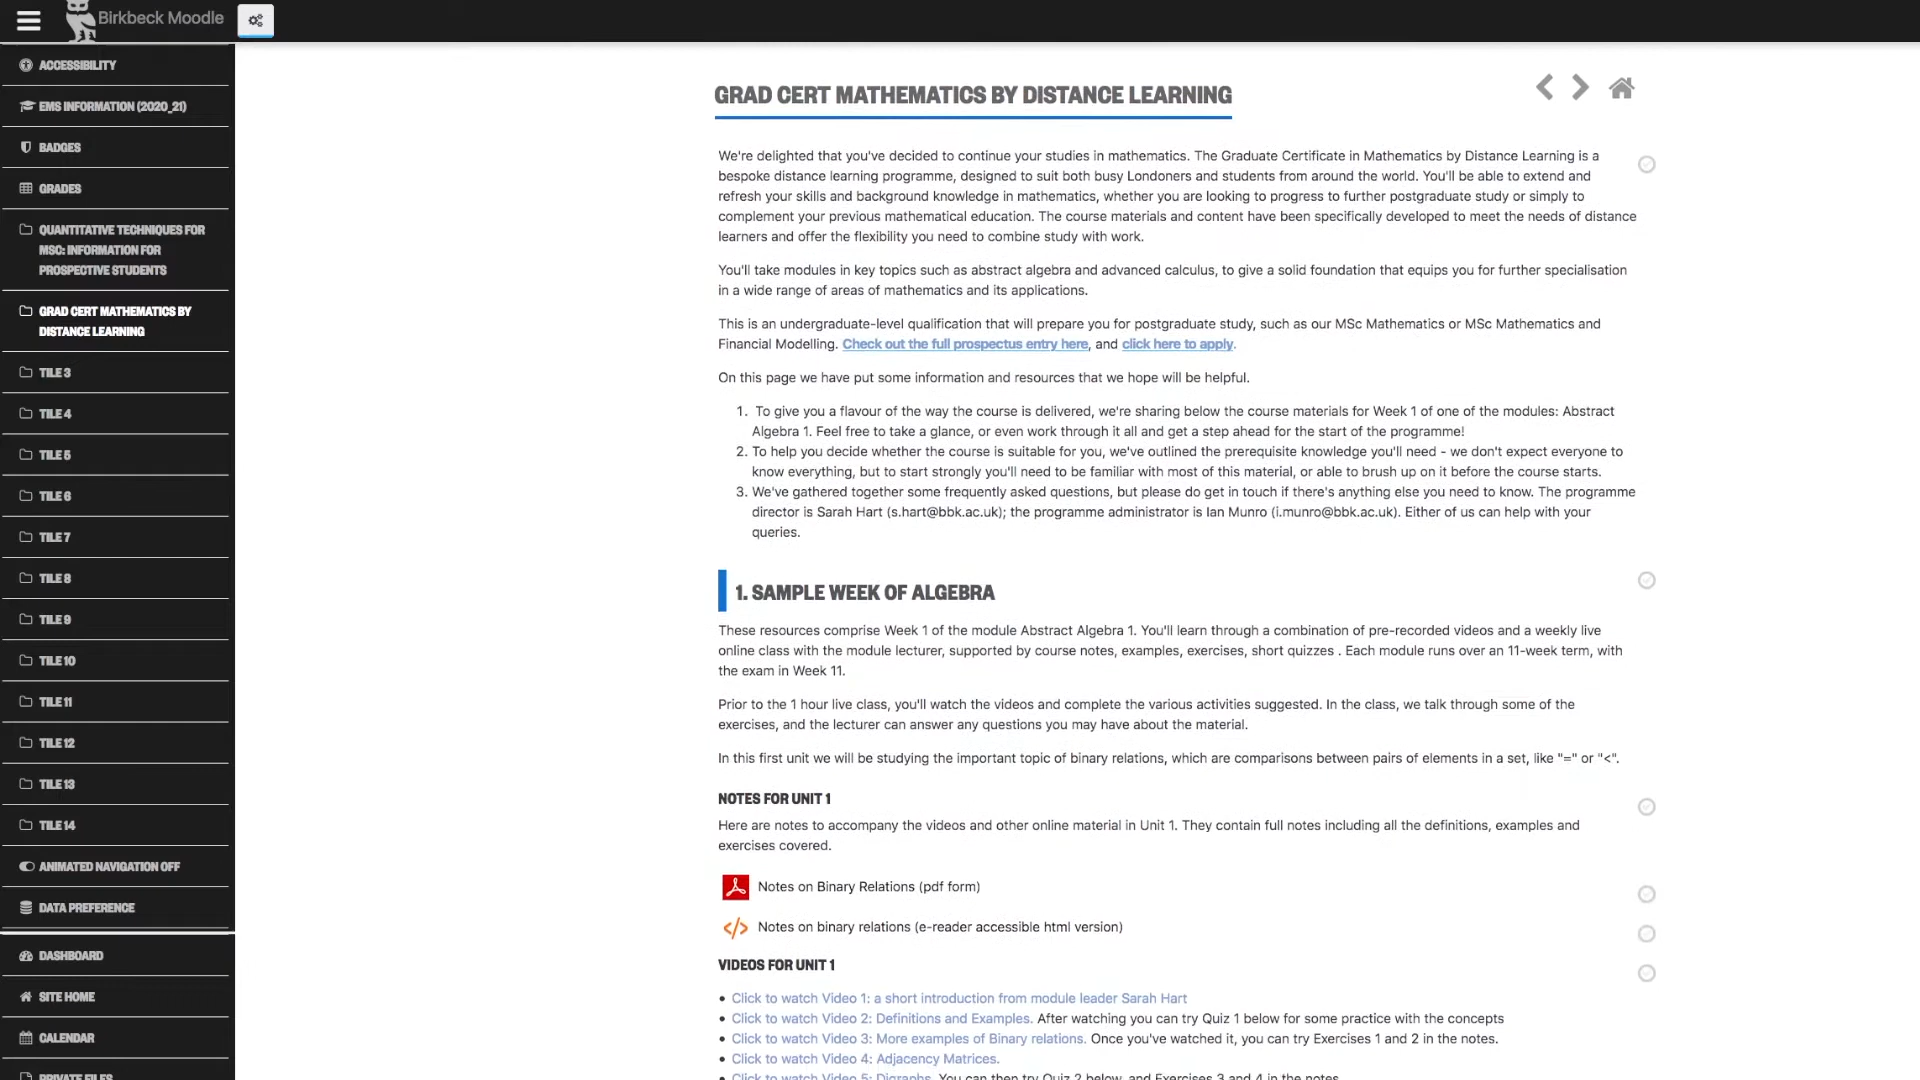 Birkbeck Moodle
ACCESSIBILITY
EMS INFORMATION (2020_21)
BADGES
GRADES
QUANTITATIVE TECHNIQUES FOR
MSC: INFORMATION FOR
PROSPECTIVE STUDENTS
GRAD CERT MATHEMATICS BY
DISTANCE LEARNING
TILE 3
TILE 4
TILE 5
TILE 6
TILE 7
TILE 8
TILE 9
TILE 10
TILE 11
TILE 12
TILE 13
TILE 14
ANIMATED NAVIGATION OFF
DATA PREFERENCE
DASHBOARD
SITE HOME
CALENDAR
PRIVATE FILES
GRAD CERT MATHEMATICS BY DISTANCE LEARNING
We're delighted that you've decided to continue your studies in mathematics. The Graduate Certificate in Mathematics by Distance Learning is a
bespoke distance learning programme, designed to suit both busy Londoners and students from around the world. You'll be able to extend and
refresh your skills and background knowledge in mathematics, whether you are looking to progress to further postgraduate study or simply to
complement your previous mathematical education. The course materials and content have been specifically developed to meet the needs of distance
learners and offer the flexibility you need to combine study with work.
You'll take modules in key topics such as abstract algebra and advanced calculus, to give a solid foundation that equips you for further specialisation
in a wide range of areas of mathematics and its applications.
This is an undergraduate-level qualification that will prepare you for postgraduate study, such as our MSc Mathematics or MSc Mathematics and
Financial Modelling. Check out the full prospectus entry here, and click here to apply.
On this page we have put some information and resources that we hope will be helpful.
1. To give you a flavour of the way the course is delivered, we're sharing below the course materials for Week 1 of one of the modules: Abstract
Algebra 1. Feel free to take a glance, or even work through it all and get a step ahead for the start of the programme!
2. To help you decide whether the course is suitable for you, we've outlined the prerequisite knowledge you'll need - we don't expect everyone to
know everything, but to start strongly you'll need to be familiar with most of this material, or able to brush up on it before the course starts.
3. We've gathered together some frequently asked questions, but please do get in touch if there's anything else you need to know. The programme
director is Sarah Hart (s.hart@bbk.ac.uk); the programme administrator is Ian Munro (i.munro@bbk.ac.uk). Either of us can help with your
queries.
1. SAMPLE WEEK OF ALGEBRA
These resources comprise Week 1 of the module Abstract Algebra 1. You'll learn through a combination of pre-recorded videos and a weekly live
online class with the module lecturer, supported by course notes, examples, exercises, short quizzes . Each module runs over an 11-week term, with
the exam in Week 11.
Prior to the 1 hour live class, you'll watch the videos and complete the various activities suggested. In the class, we talk through some of the
exercises, and the lecturer can answer any questions you may have about the material.
In this first unit we will be studying the important topic of binary relations, which are comparisons between pairs of elements in a set, like "=" or "<".
NOTES FOR UNIT 1
Here are notes to accompany the videos and other online material in Unit 1. They contain full notes including all the definitions, examples and
exercises covered.
Notes on Binary Relations (pdf form)
Notes on binary relations (e-reader accessible html version)
VIDEOS FOR UNIT 1
• Click to watch Video 1: a short introduction from module leader Sarah Hart
• Click to watch Video 2: Definitions and Examples. After watching you can try Quiz 1 below for some practice with the concepts
• Click to watch Video 3: More examples of Binary relations. Once you've watched it, you can try Exercises 1 and 2 in the notes.
• Click to watch Video 4: Adjacency Matrices.
• Click to watch Video 5: Digraphs. You can then try Quiz 2 below, and Exercises 3 and 4 in the notes